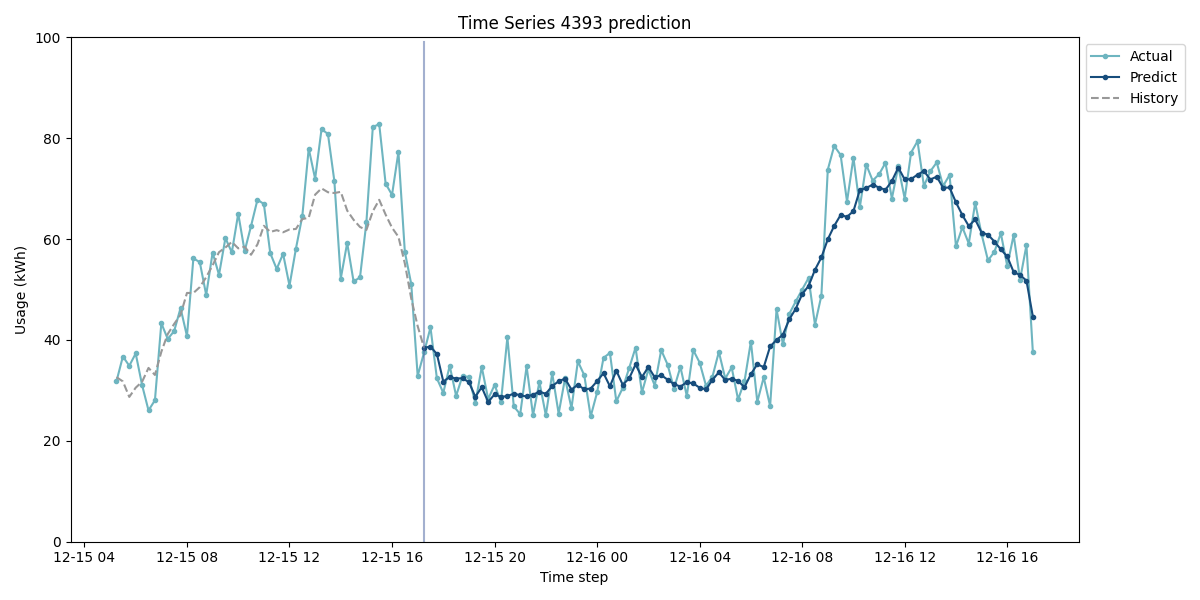 Time Series 4393 prediction
Usage (kWh)
100
80
60
40
20
0
12-15 04
12-15 08
12-15 12
12-15 16
12-15 20
12-16 00
12-16 04
12-16 08
12-16 12
12-16 16
Time step
Actual
Predict
History